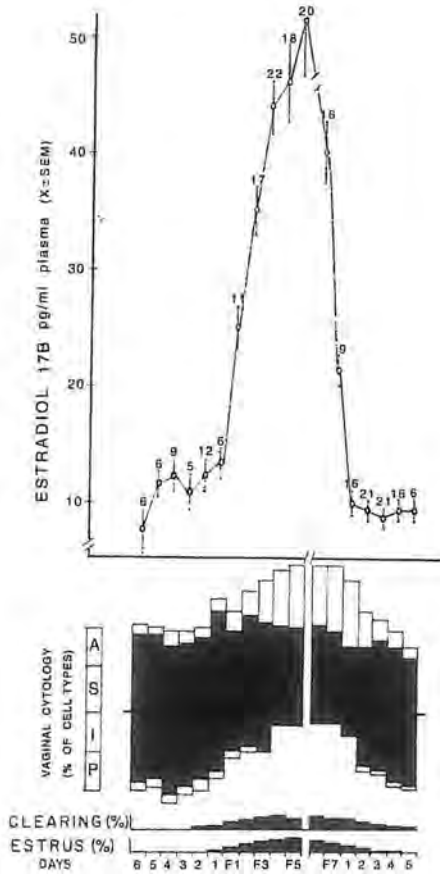 50
40
30
20
10
ESTRADIOL 17B pg/ml plasma (X±SEM)
6
6
9
5
12
6
11
17
22
18
20
16
9
16
21
21
16
6
VAGINAL CYTOLOGY
(% OF CELL TYPES)
A
S
I
P
CLEARING (%)
ESTRUS (%)
DAYS 6 5 4 3 2 1 F1 F3 F5 F7 1 2 3 4 5